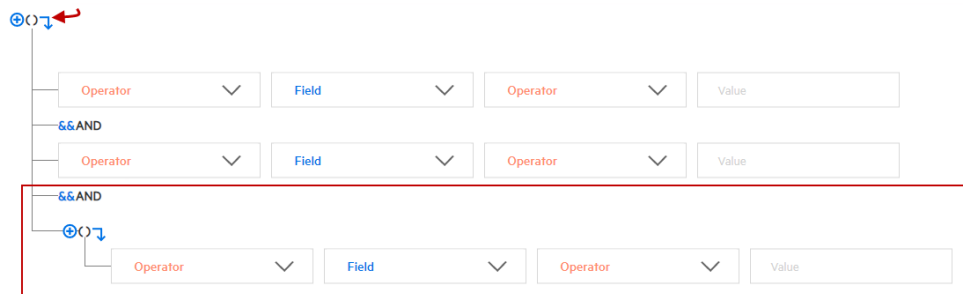 ()
Operator Field Operator Value
&&AND
Operator Field Operator Value
&&AND
()
Operator Field Operator Value